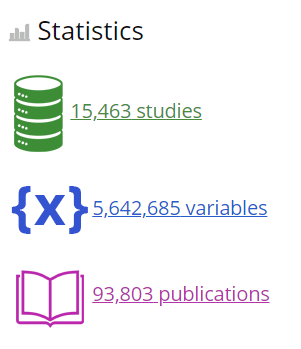 Statistics
15,463 studies
{x} 5,642,685 variables
93,803 publications